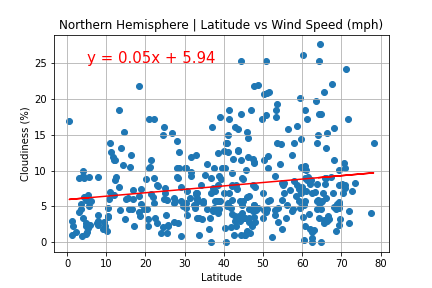 Northern Hemisphere | Latitude vs Wind Speed (mph)
y = 0.05x + 5.94
Cloudiness (%)
25
20
15
10
5
0
0 10 20 30 40 50 60 70 80
Latitude